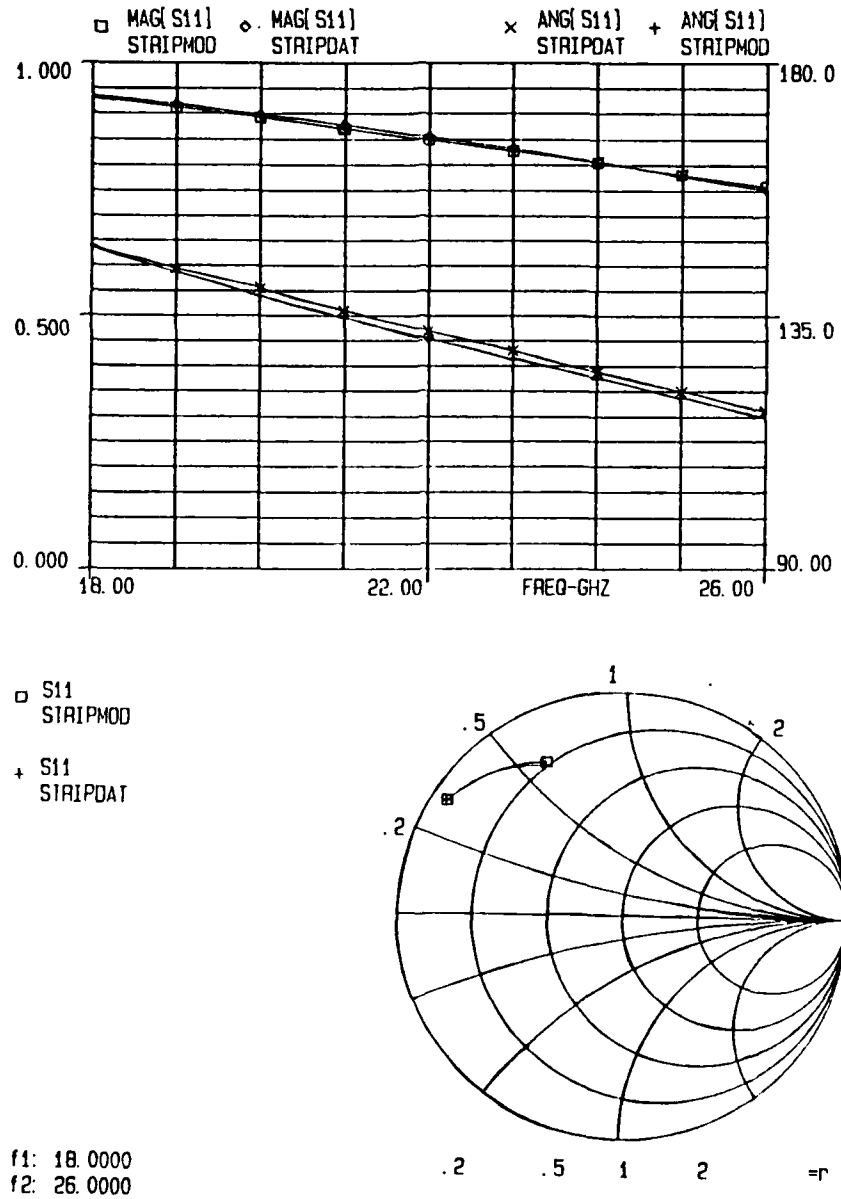 MAG[S11] MAG[S11] ANG[S11] ANG[S11]
STRIPMOD STRIPDAT STRIPDAT STRIPMOD
1.000 180.0
0.500 135.0
0.000 90.00
18.00 22.00 FREQ-GHZ 26.00
S11
STRIPMOD
S11
STRIPDAT
1
.5 2
.2
f1: 18.0000
f2: 26.0000
.2 .5 1 2 =r